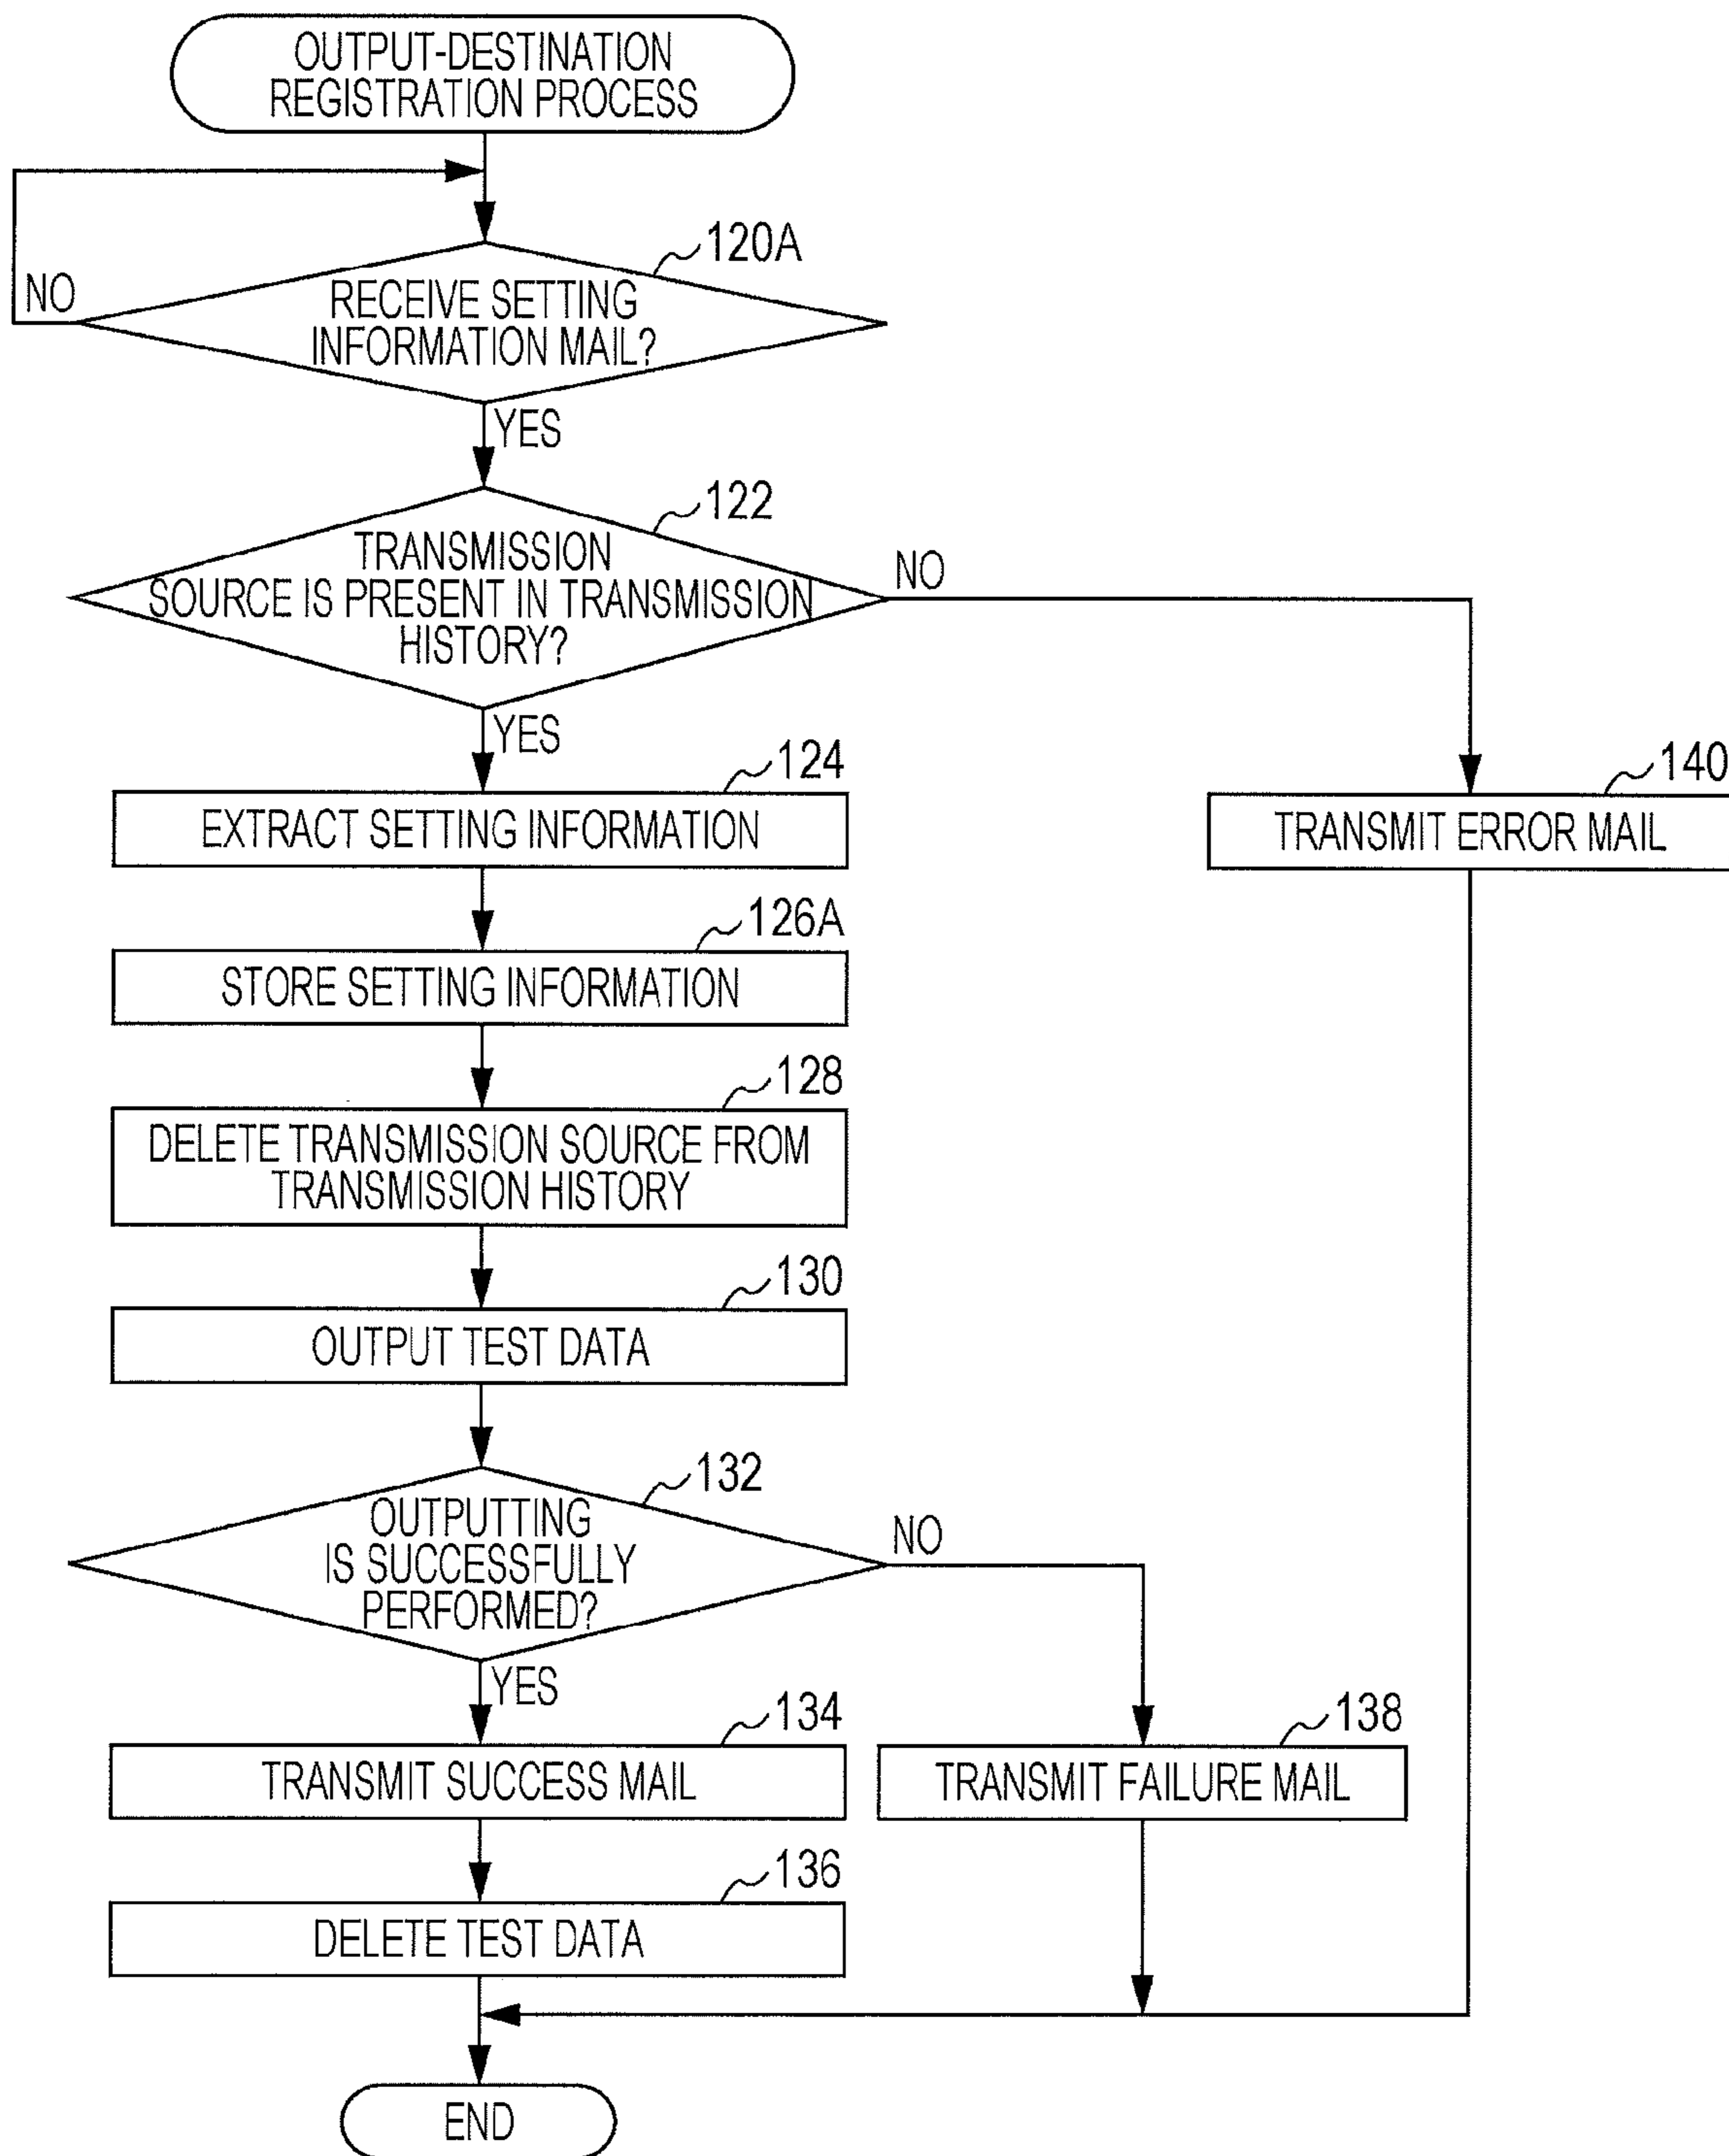 OUTPUT-DESTINATION
REGISTRATION PROCESS
120A
NO
RECEIVE SETTING
INFORMATION MAIL?
YES
122
TRANSMISSION
SOURCE IS PRESENT IN TRANSMISSION
HISTORY?
NO
YES
124
EXTRACT SETTING INFORMATION
140
TRANSMIT ERROR MAIL
126A
STORE SETTING INFORMATION
128
DELETE TRANSMISSION SOURCE FROM
TRANSMISSION HISTORY
130
OUTPUT TEST DATA
132
OUTPUTTING
IS SUCCESSFULLY
PERFORMED?
NO
YES
134
TRANSMIT SUCCESS MAIL
138
TRANSMIT FAILURE MAIL
136
DELETE TEST DATA
END